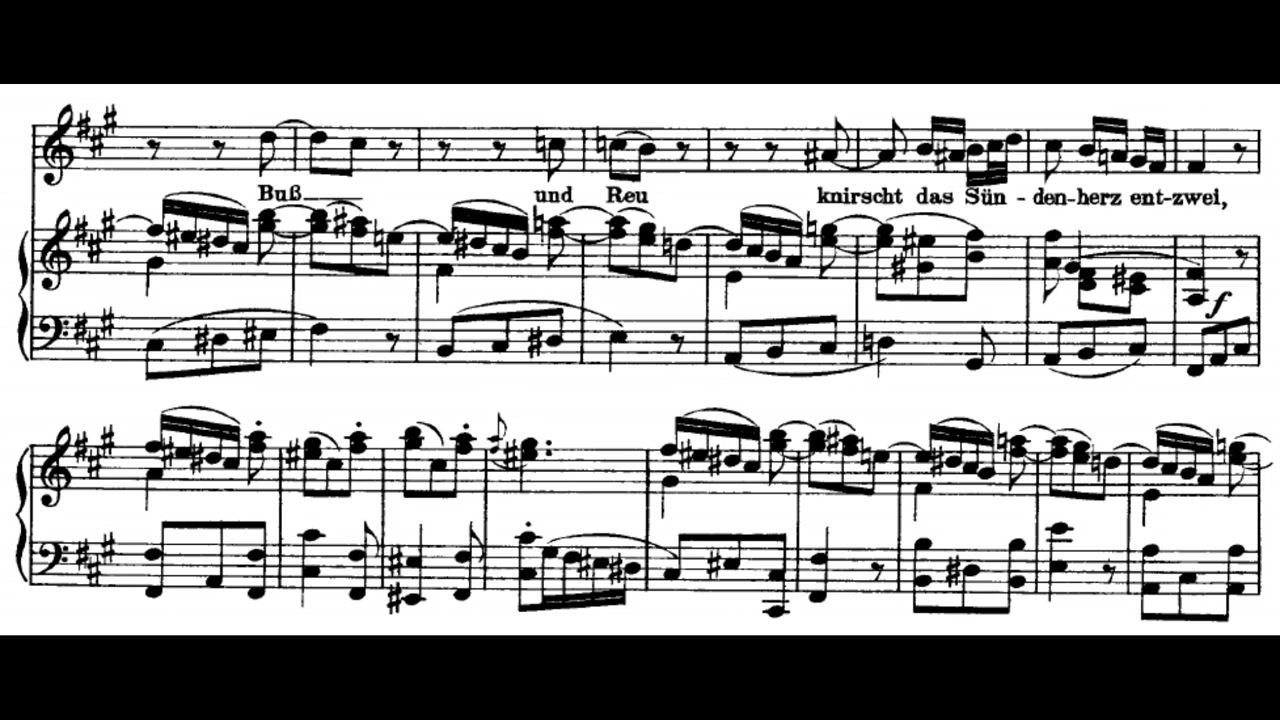 Buß und Reu knirscht das Sün-den-herz ent-zwei,
f